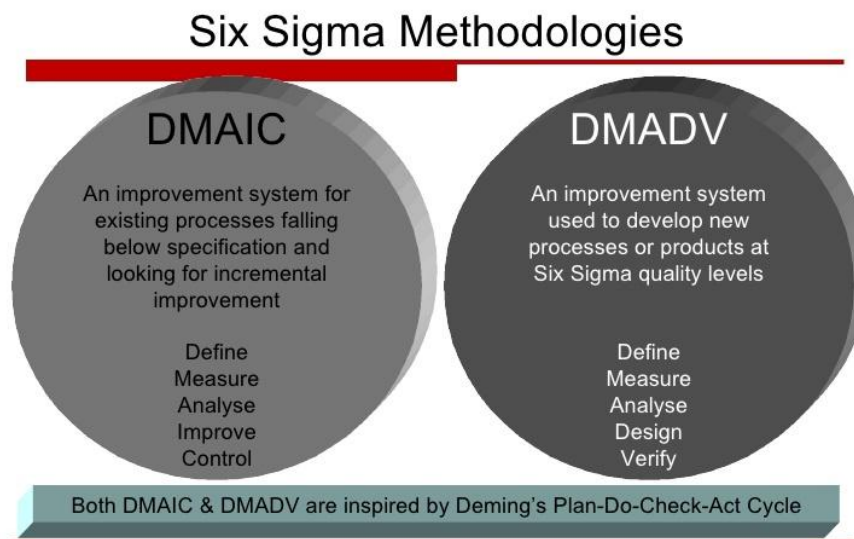 Six Sigma Methodologies
DMAIC
An improvement system for
existing processes falling
below specification and
looking for incremental
improvement
Define
Measure
Analyse
Improve
Control
DMADV
An improvement system
used to develop new
processes or products at
Six Sigma quality levels
Define
Measure
Analyse
Design
Verify
Both DMAIC & DMADV are inspired by Deming's Plan-Do-Check-Act Cycle